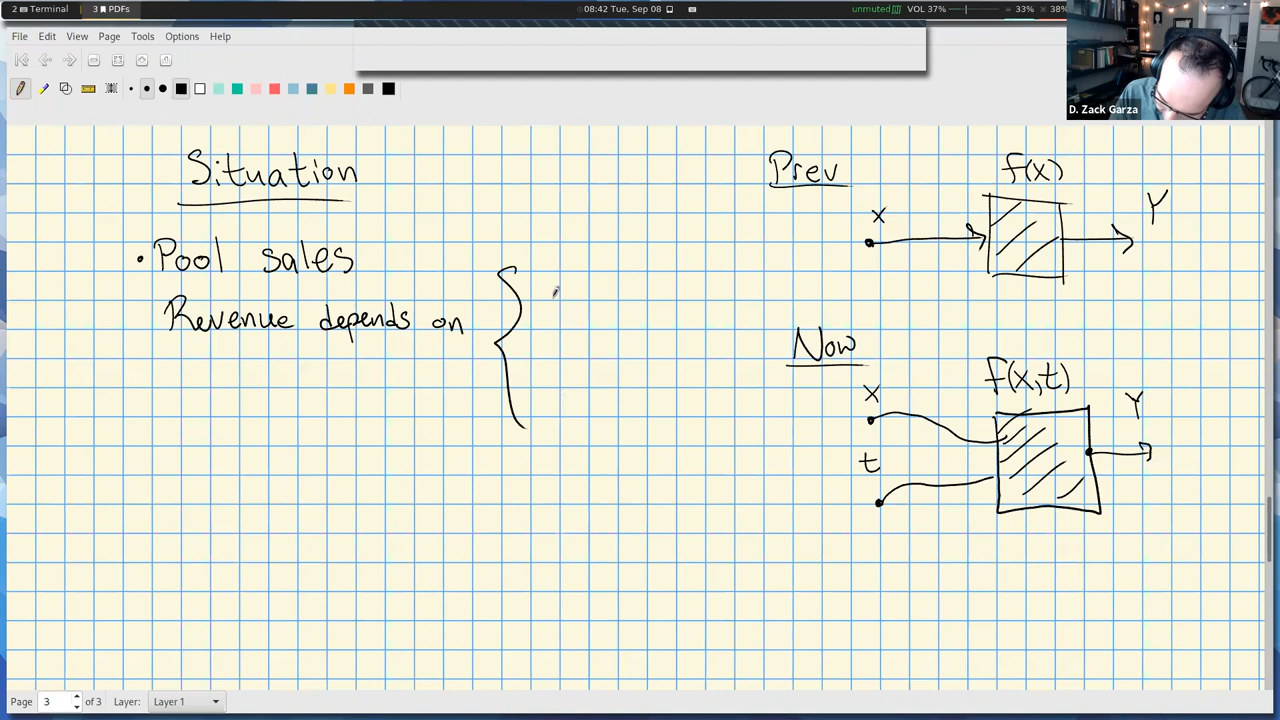 2 Terminal 3 PDFs 08:42 Tue, Sep 08 unmuted VOL 37% 33% 38%
File Edit View Page Tools Options Help
D. Zack Garza
Situation
• Pool sales
Revenue depends on
Prev
f(x)
x
Y
Now
f(x,t)
x
Y
t
Page 3 of 3 Layer: Layer 1